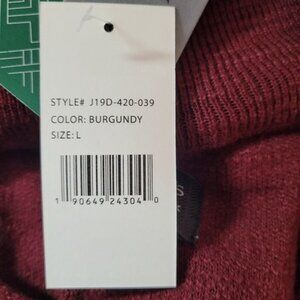 STYLE# J19D-420-039
COLOR: BURGUNDY
SIZE: L
1 90649 24304 0
S